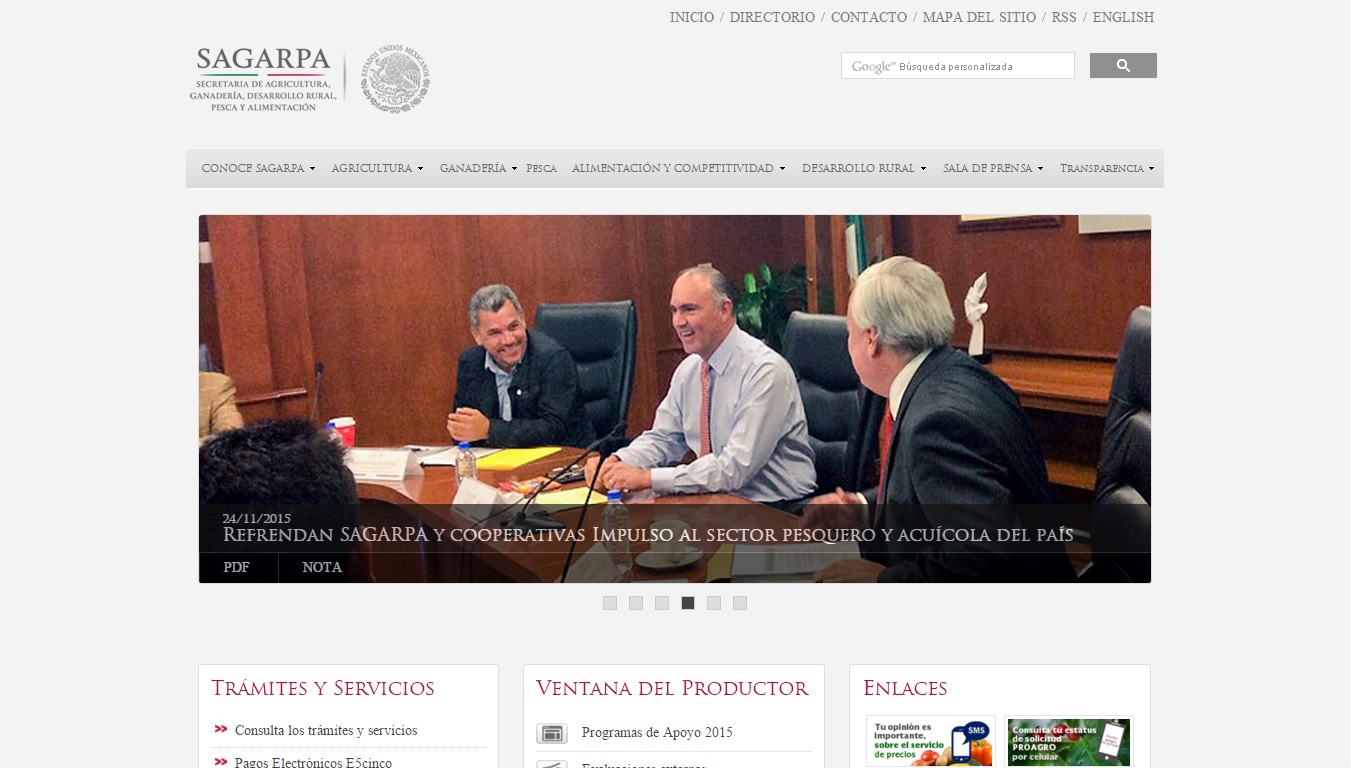 INICIO / DIRECTORIO / CONTACTO / MAPA DEL SITIO / RSS / ENGLISH
SAGARPA
SECRETARIA DE AGRICULTURA,
GANADERÍA, DESARROLLO RURAL,
PESCA Y ALIMENTACIÓN
ESTADOS UNIDOS MEXICANOS
Google™ Búsqueda personalizada
CONOCE SAGARPA AGRICULTURA GANADERÍA PESCA ALIMENTACIÓN Y COMPETITIVIDAD DESARROLLO RURAL SALA DE PRENSA TRANSPARENCIA
24/11/2015
REFRENDAN SAGARPA Y COOPERATIVAS IMPULSO AL SECTOR PESQUERO Y ACUÍCOLA DEL PAÍS
PDF NOTA
TRÁMITES Y SERVICIOS
Consulta los trámites y servicios
Pagos Electrónicos E5cinco
VENTANA DEL PRODUCTOR
Programas de Apoyo 2015
Evaluaciones externas
ENLACES
Tu opinión es
importante,
sobre el servicio
de precios
SMS
Consulta tu estatus
de solicitud
PROAGRO
por celular